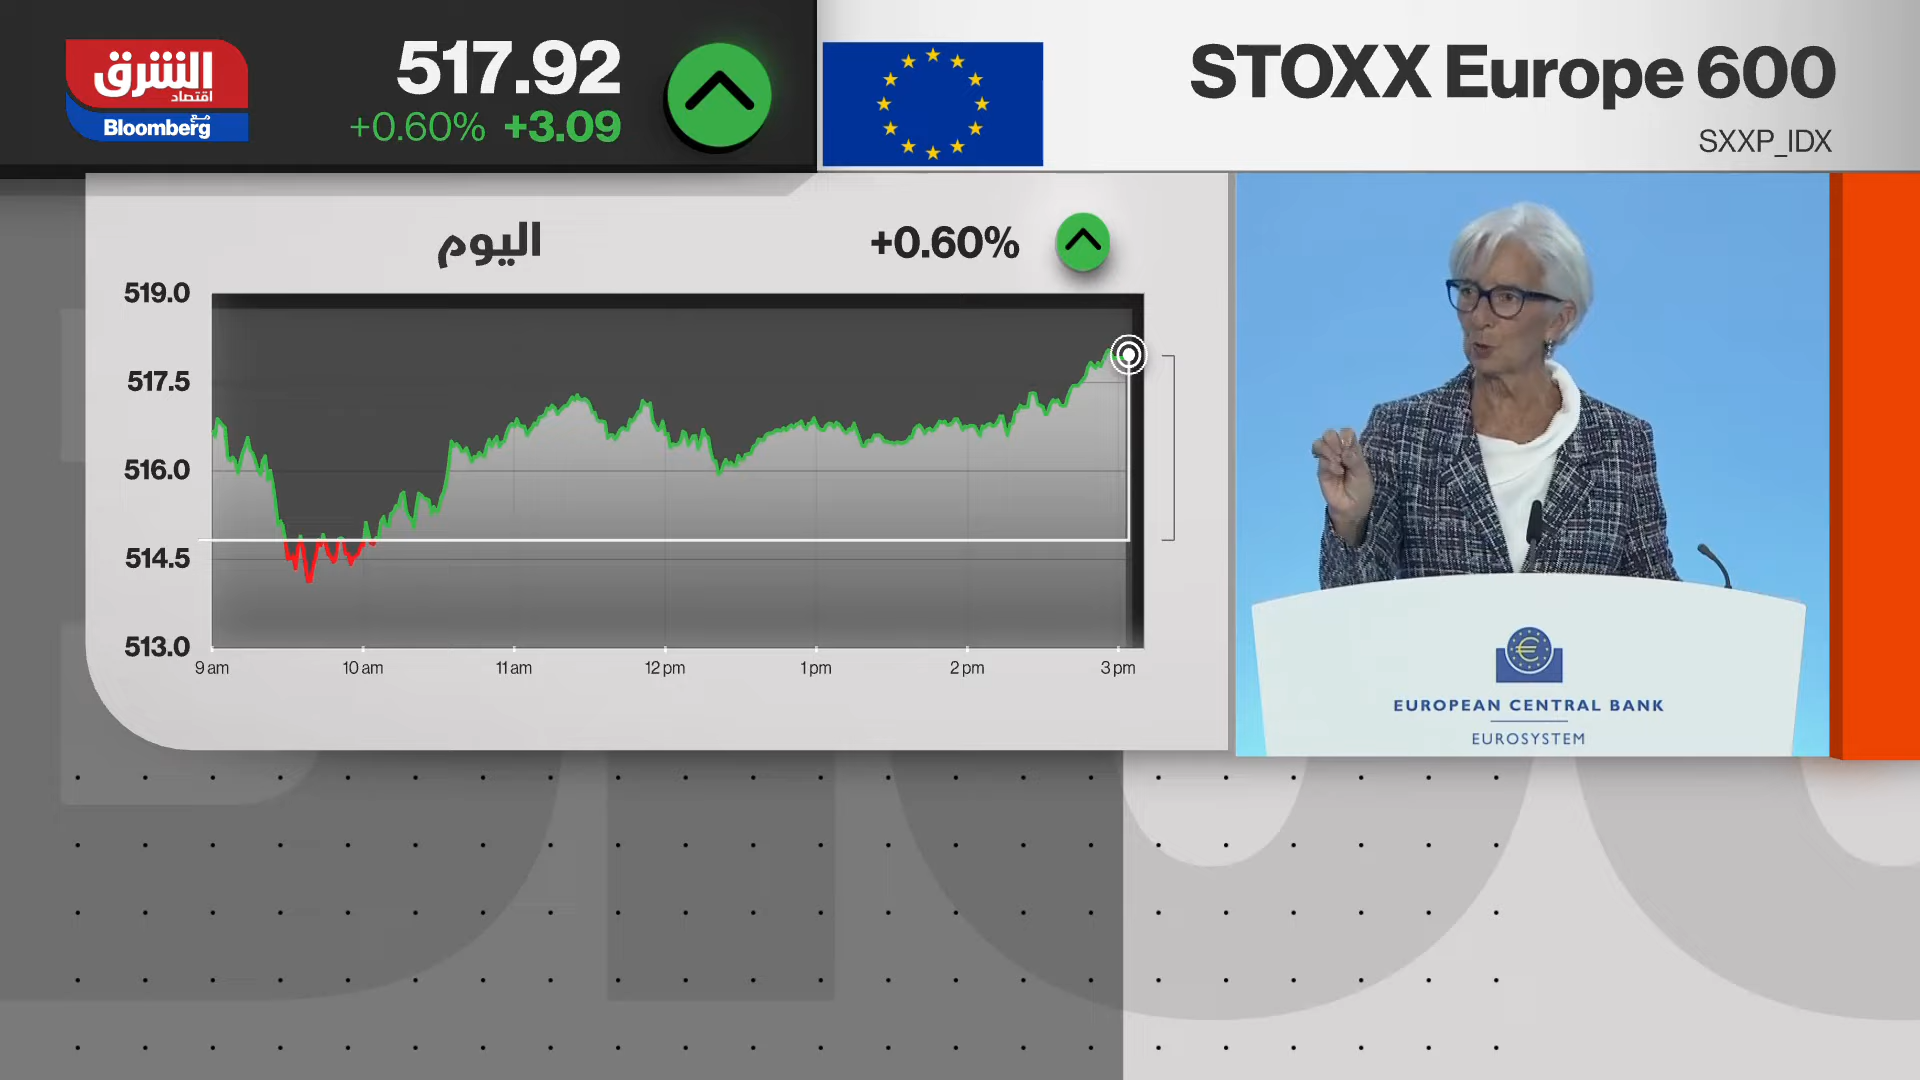 الشرق
اقتصاد
مع
Bloomberg
517.92
+0.60% +3.09
STOXX Europe 600
SXXP_IDX
اليوم
+0.60%
519.0
517.5
516.0
514.5
513.0
9 am 10 am 11 am 12 pm 1 pm 2 pm 3 pm
€
EUROPEAN CENTRAL BANK
EUROSYSTEM